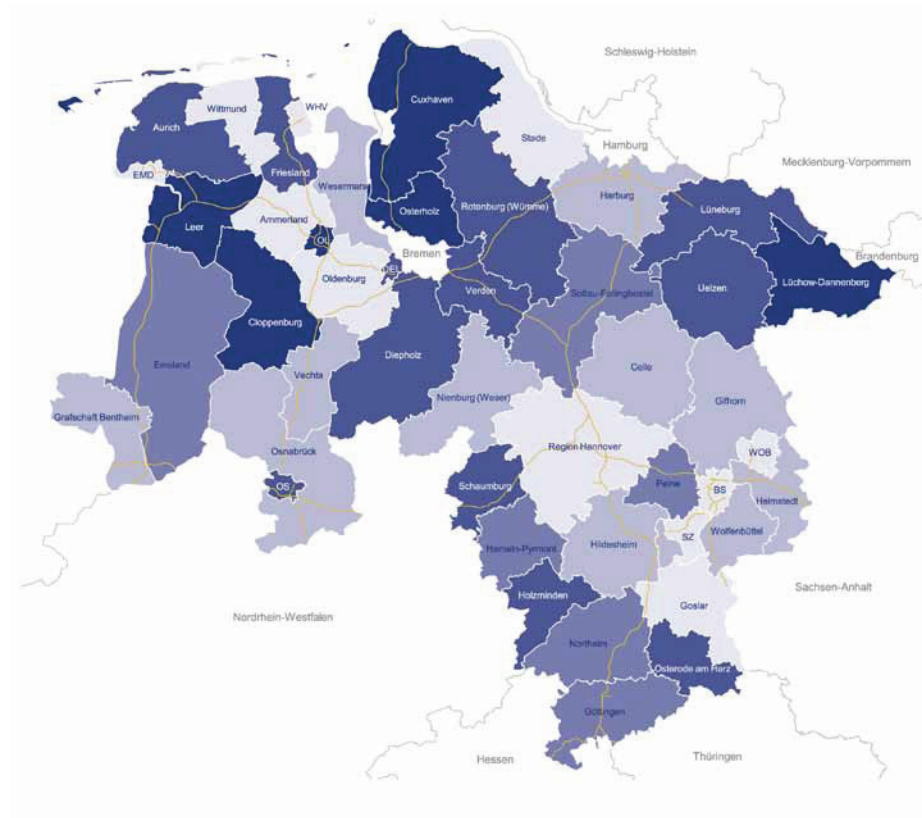 Schleswig-Holstein
Cuxhaven
Wittmund
WHV
Aurich
Stade
Hamburg
Mecklenburg-Vorpommern
EMD
Friesland
Wesermarsch
Harburg
Osterholz
Rotenburg (Wümme)
Lüneburg
Ammerland
Leer
OL
Bremen
Brandenburg
DEL
Oldenburg
Lüchow-Dannenberg
Uelzen
Verden
Soltau-Fallingbostel
Cloppenburg
Diepholz
Emsland
Celle
Vechta
Nienburg (Weser)
Gifhorn
Grafschaft Bentheim
Region Hannover
Osnabrück
WOB
Schaumburg
Peine
OS
BS
Helmstedt
Wolfenbüttel
SZ
Hildesheim
Hameln-Pyrmont
Sachsen-Anhalt
Holzminden
Goslar
Nordrhein-Westfalen
Northeim
Osterode am Harz
Göttingen
Hessen
Thüringen